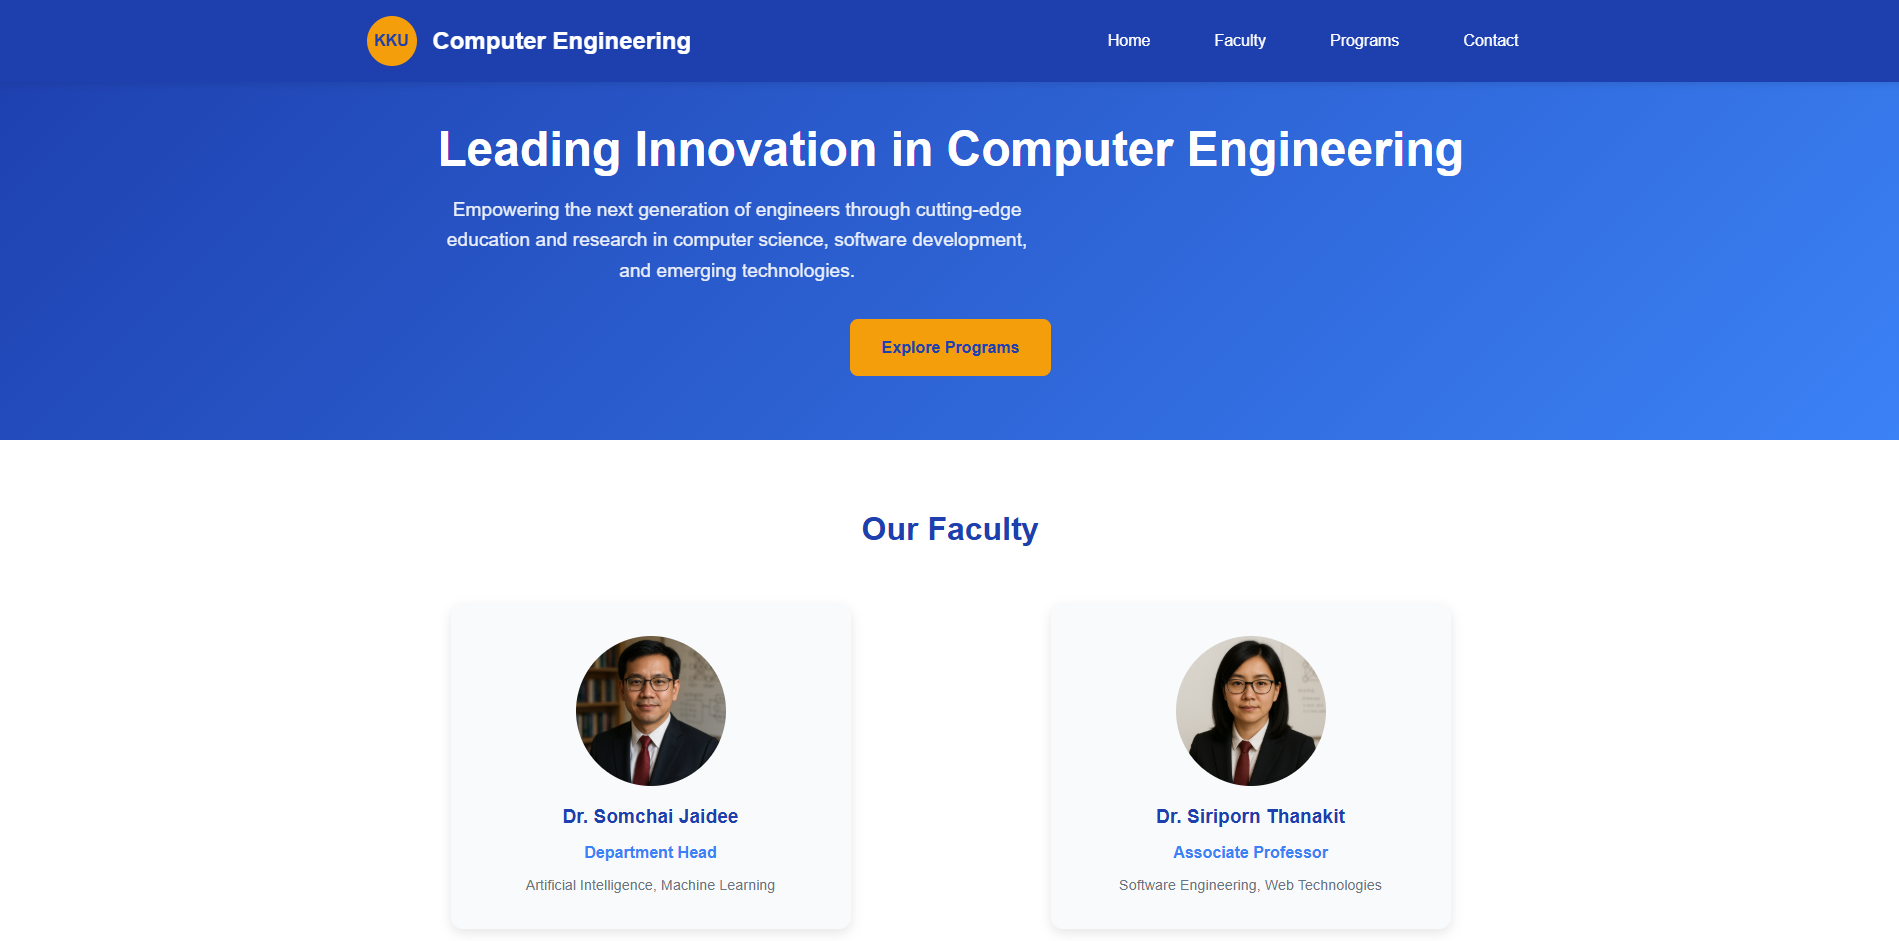 KKU
Computer Engineering
Home
Faculty
Programs
Contact
Leading Innovation in Computer Engineering
Empowering the next generation of engineers through cutting-edge
education and research in computer science, software development,
and emerging technologies.
Explore Programs
Our Faculty
Dr. Somchai Jaidee
Department Head
Artificial Intelligence, Machine Learning
Dr. Siriporn Thanakit
Associate Professor
Software Engineering, Web Technologies